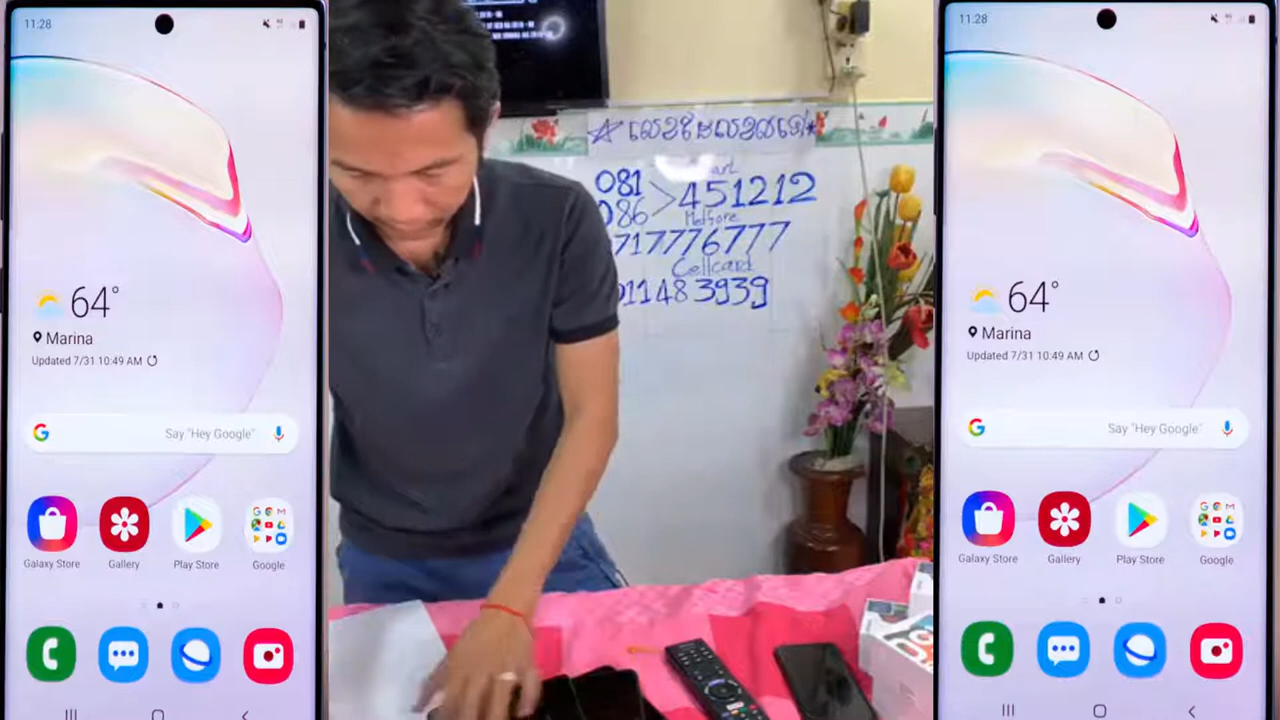 11:28
64°
Marina
Updated 7/31 10:49 AM
Say "Hey Google"
Galaxy Store
Gallery
Play Store
Google
081
086
451212
717776777
Cellcard
011483939
11:28
64°
Marina
Updated 7/31 10:49 AM
Say "Hey Google"
Galaxy Store
Gallery
Play Store
Google